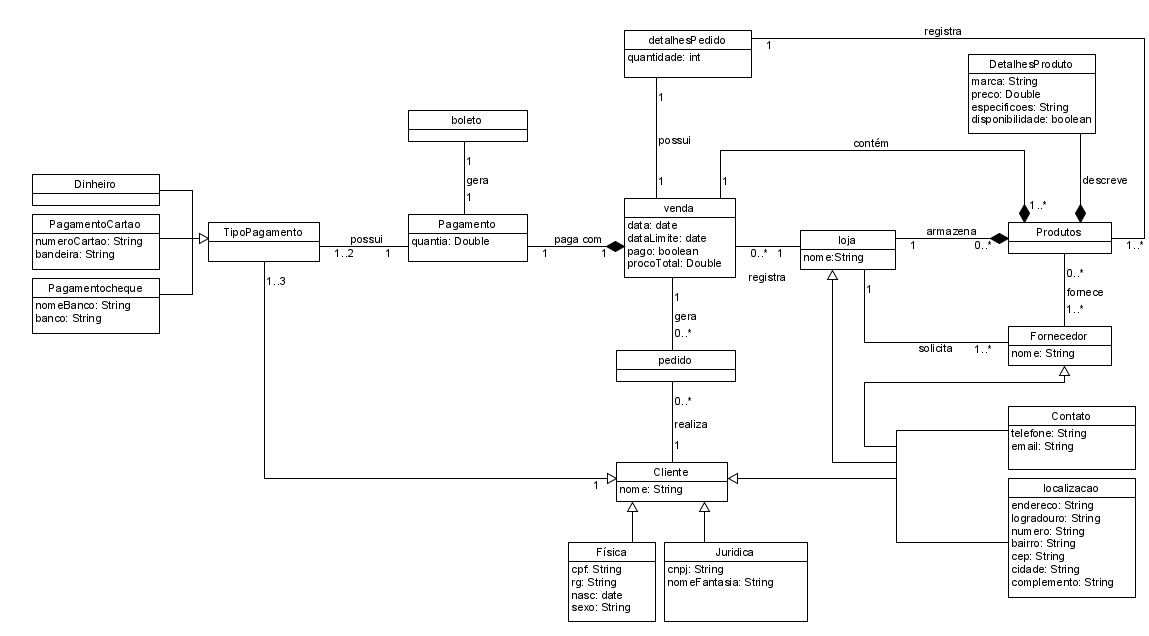 detalhesPedido
quantidade: int
1
registra
DetalhesProduto
marca: String
preco: Double
especificoes: String
disponibilidade: boolean
1
possui
1
contém
1
1..*
descreve
boleto
1
gera
1
Dinheiro
PagamentoCartao
numeroCartao: String
bandeira: String
Pagamentocheque
nomeBanco: String
banco: String
TipoPagamento
possui
1..2
1
1..3
Pagamento
quantia: Double
paga com
1
1
venda
data: date
dataLimite: date
pago: boolean
procoTotal: Double
0..*
1
registra
loja
nome:String
armazena
1
0..*
Produtos
1..*
0..*
fornece
1..*
1
solicita
1..*
Fornecedor
nome: String
1
gera
0..*
pedido
0..*
realiza
1
1
Cliente
nome: String
Contato
telefone: String
email: String
localizacao
endereco: String
logradouro: String
numero: String
bairro: String
cep: String
cidade: String
complemento: String
Física
cpf: String
rg: String
nasc: date
sexo: String
Juridica
cnpj: String
nomeFantasia: String